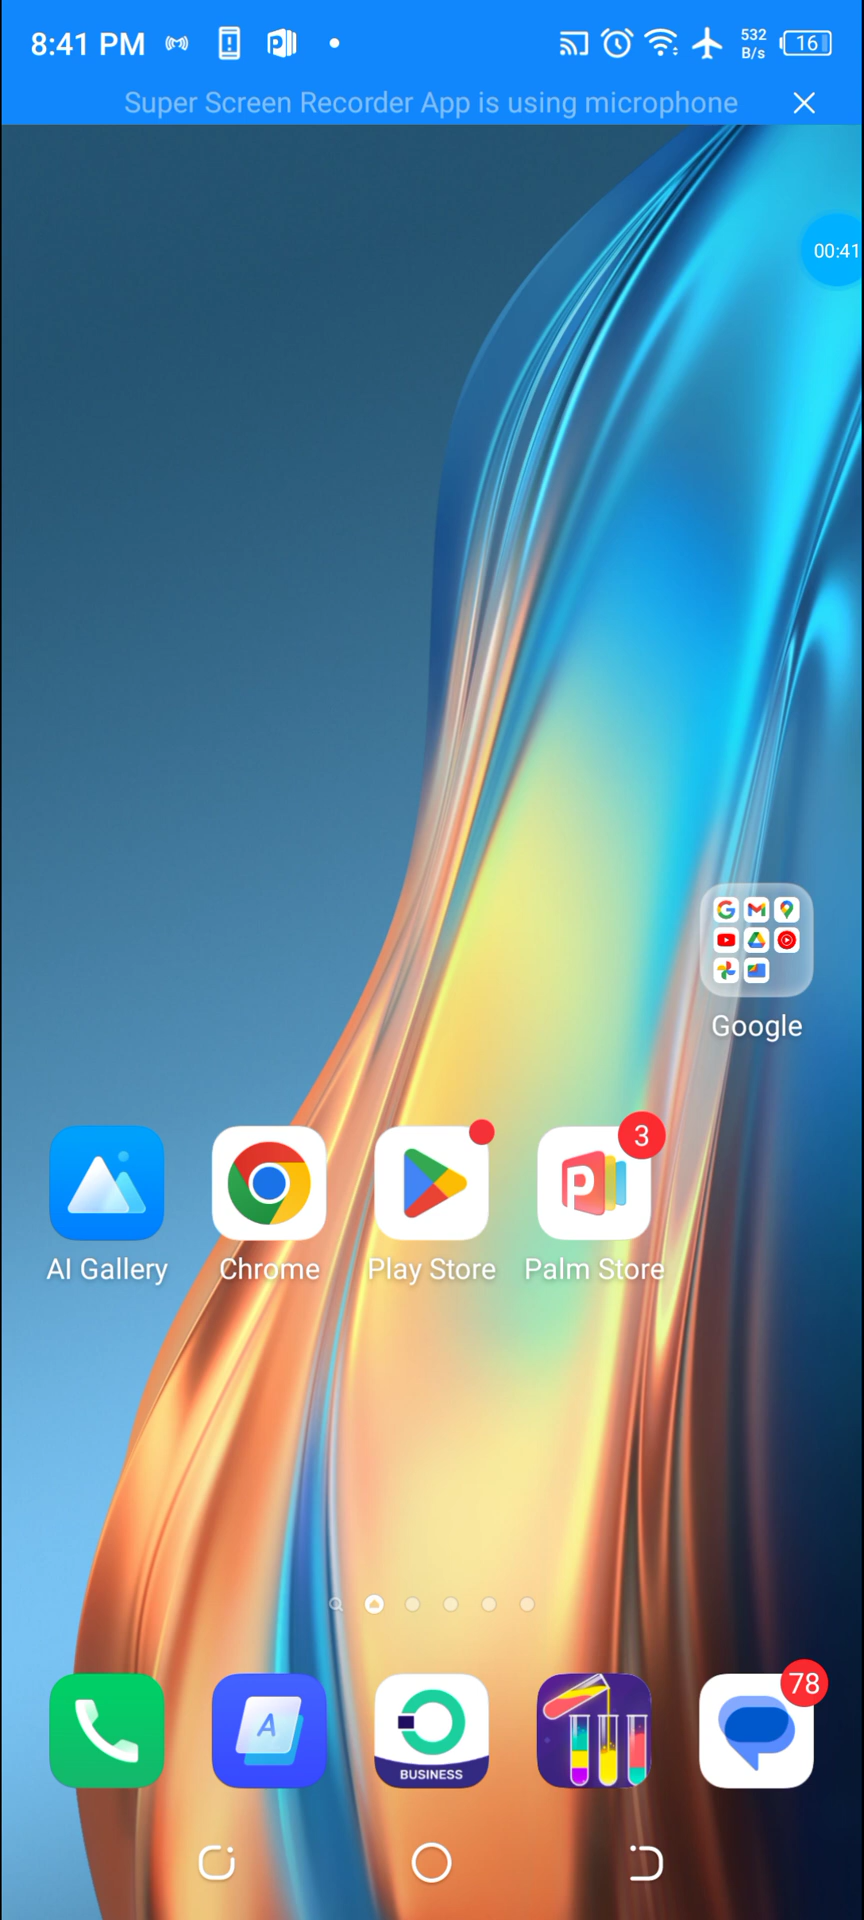 8:41 PM 532 B/s 16
Super Screen Recorder App is using microphone
00:41
Google
3
AI Gallery Chrome Play Store Palm Store
78
A
BUSINESS